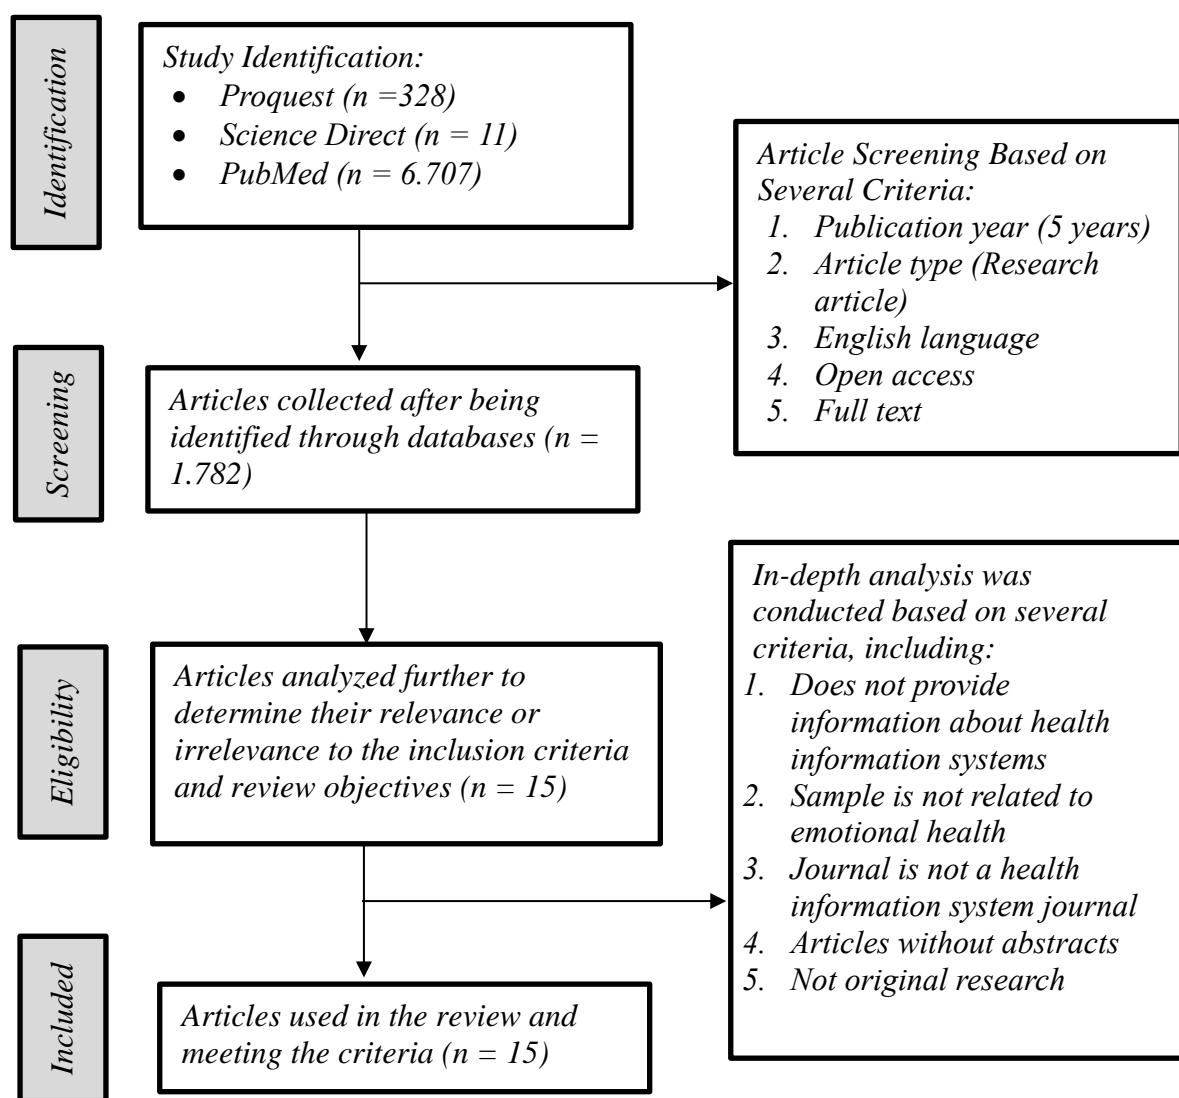 Identification
Study Identification:
• Proquest (n =328)
• Science Direct (n = 11)
• PubMed (n = 6.707)
Article Screening Based on
Several Criteria:
1. Publication year (5 years)
2. Article type (Research
article)
3. English language
4. Open access
5. Full text
Screening
Articles collected after being
identified through databases (n =
1.782)
Eligibility
Articles analyzed further to
determine their relevance or
irrelevance to the inclusion criteria
and review objectives (n = 15)
In-depth analysis was
conducted based on several
criteria, including:
1. Does not provide
information about health
information systems
2. Sample is not related to
emotional health
3. Journal is not a health
information system journal
4. Articles without abstracts
5. Not original research
Included
Articles used in the review and
meeting the criteria (n = 15)